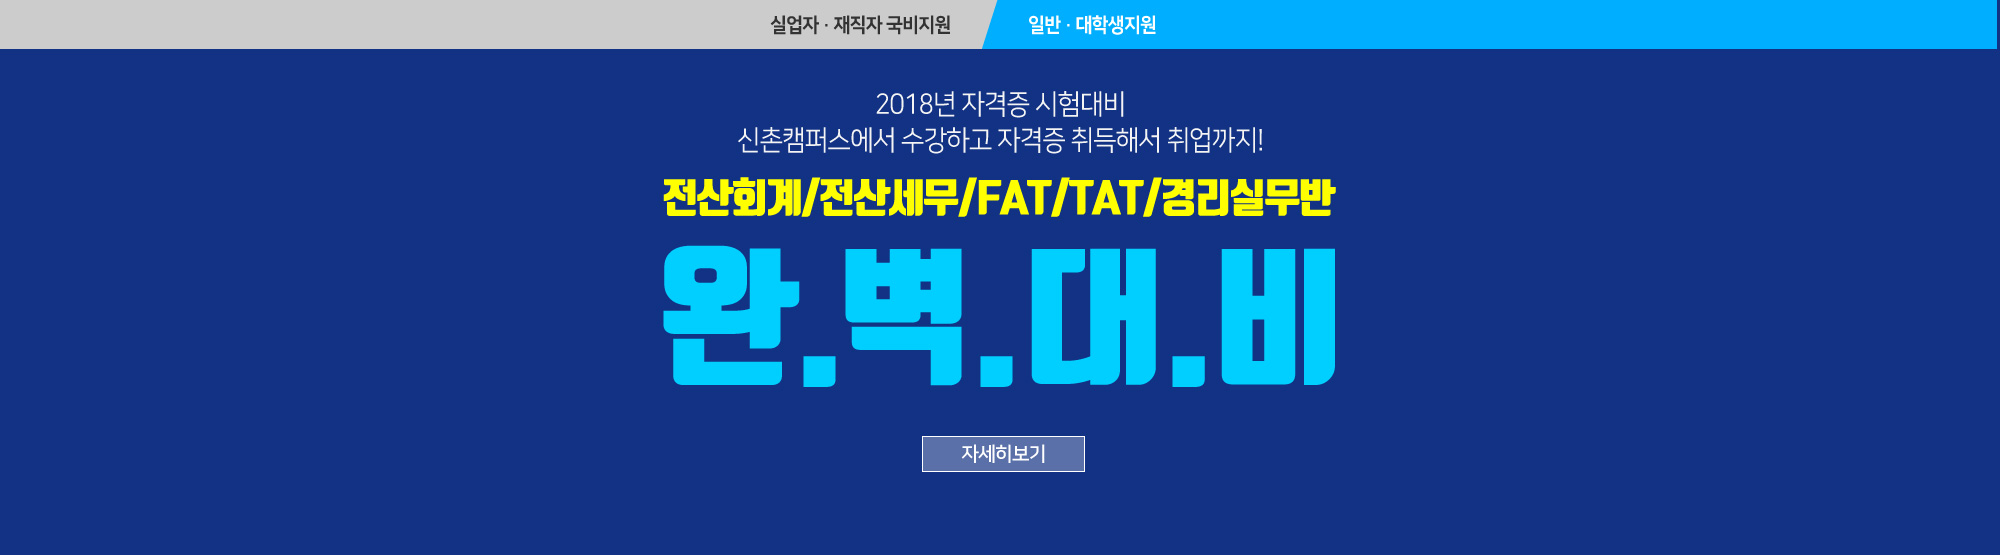 실업자 · 재직자 국비지원
일반 · 대학생지원
2018년 자격증 시험대비
신촌캠퍼스에서 수강하고 자격증 취득해서 취업까지!
전산회계/전산세무/FAT/TAT/경리실무반
완.벽.대.비
자세히보기